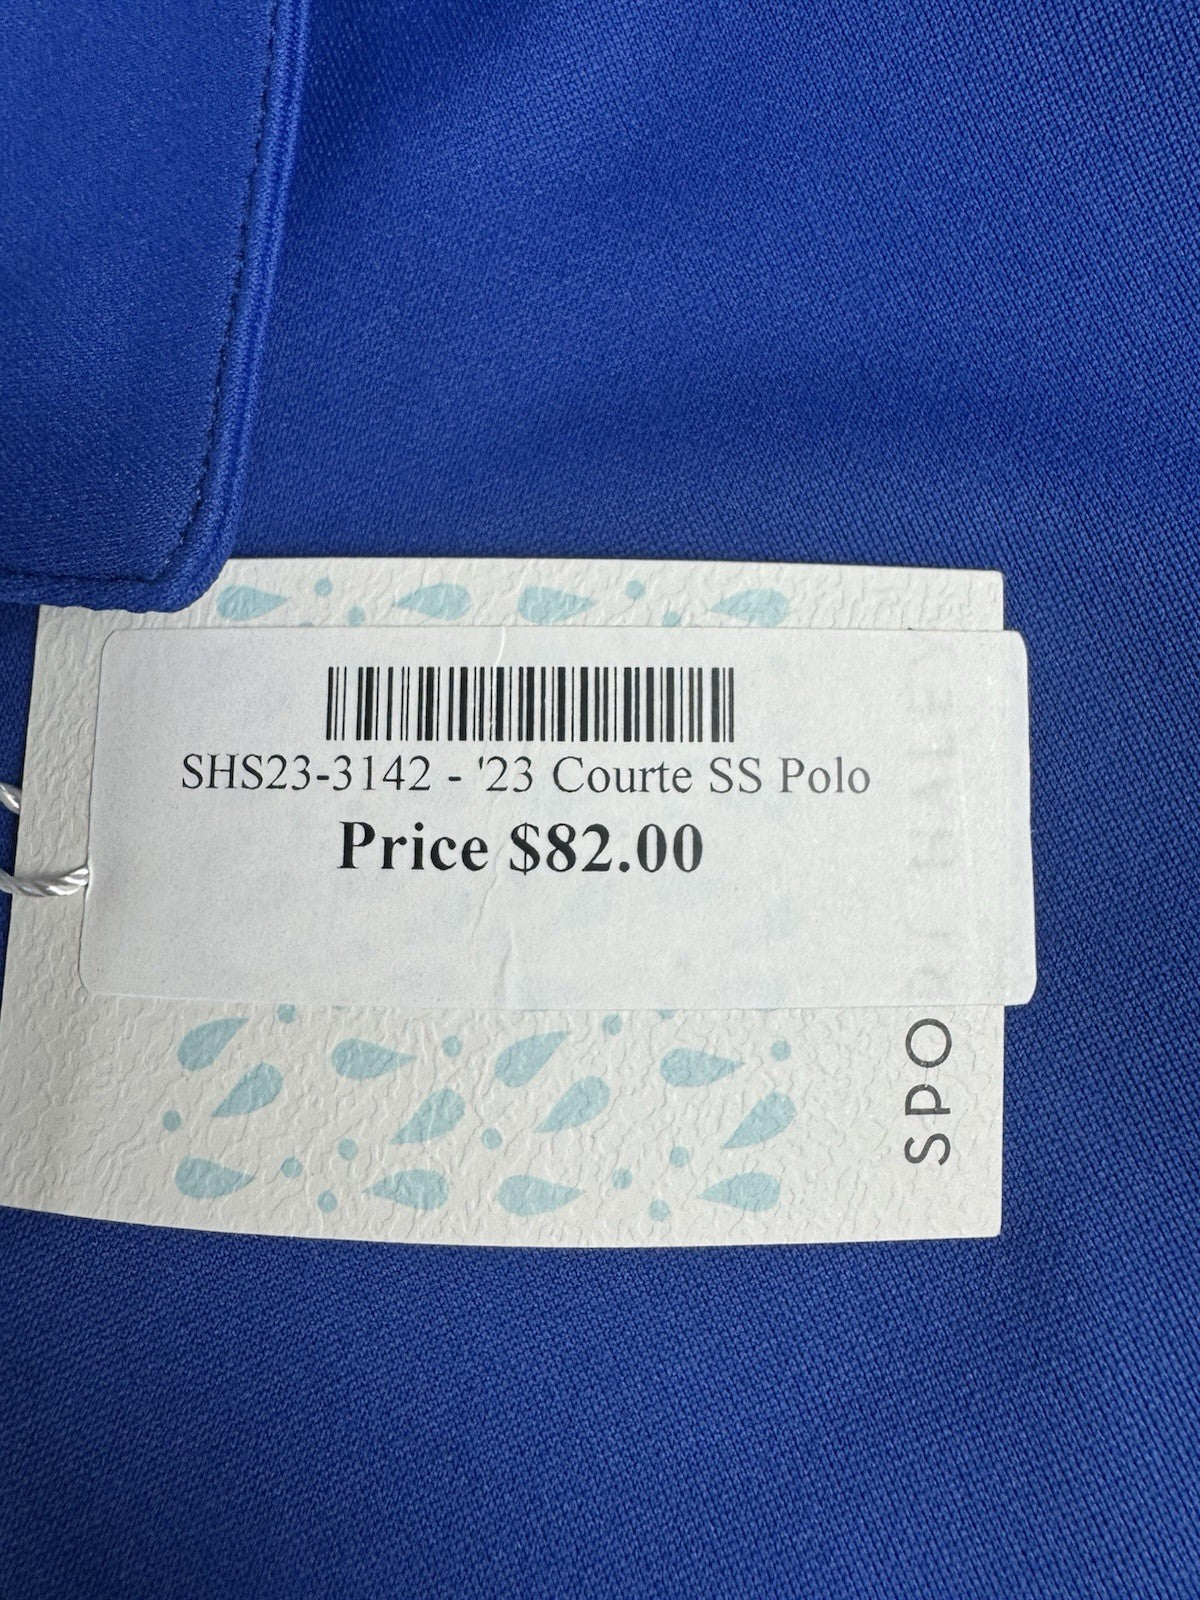 SHS23-3142 - '23 Courte SS Polo
Price $82.00
SPO